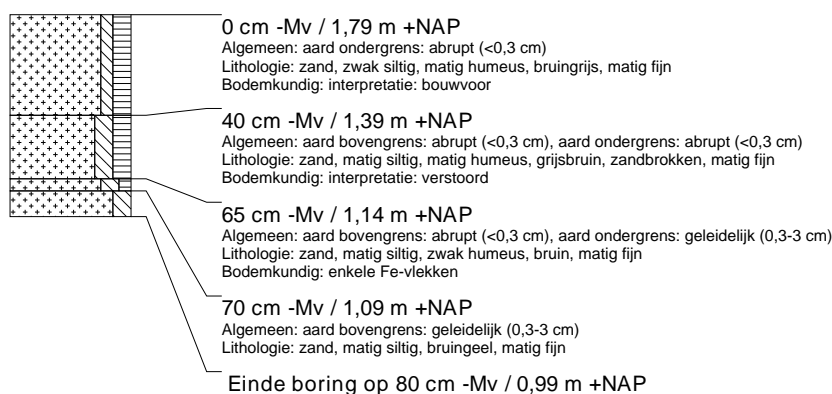 0 cm -Mv / 1,79 m +NAP
Algemeen: aard ondergrens: abrupt (<0,3 cm)
Lithologie: zand, zwak siltig, matig humeus, bruingrijs, matig fijn
Bodemkundig: interpretatie: bouwvoor
40 cm -Mv / 1,39 m +NAP
Algemeen: aard bovengrens: abrupt (<0,3 cm), aard ondergrens: abrupt (<0,3 cm)
Lithologie: zand, matig siltig, matig humeus, grijsbruin, zandbrokken, matig fijn
Bodemkundig: interpretatie: verstoord
65 cm -Mv / 1,14 m +NAP
Algemeen: aard bovengrens: abrupt (<0,3 cm), aard ondergrens: geleidelijk (0,3-3 cm)
Lithologie: zand, matig siltig, zwak humeus, bruin, matig fijn
Bodemkundig: enkele Fe-vlekken
70 cm -Mv / 1,09 m +NAP
Algemeen: aard bovengrens: geleidelijk (0,3-3 cm)
Lithologie: zand, matig siltig, bruingeel, matig fijn
Einde boring op 80 cm -Mv / 0,99 m +NAP